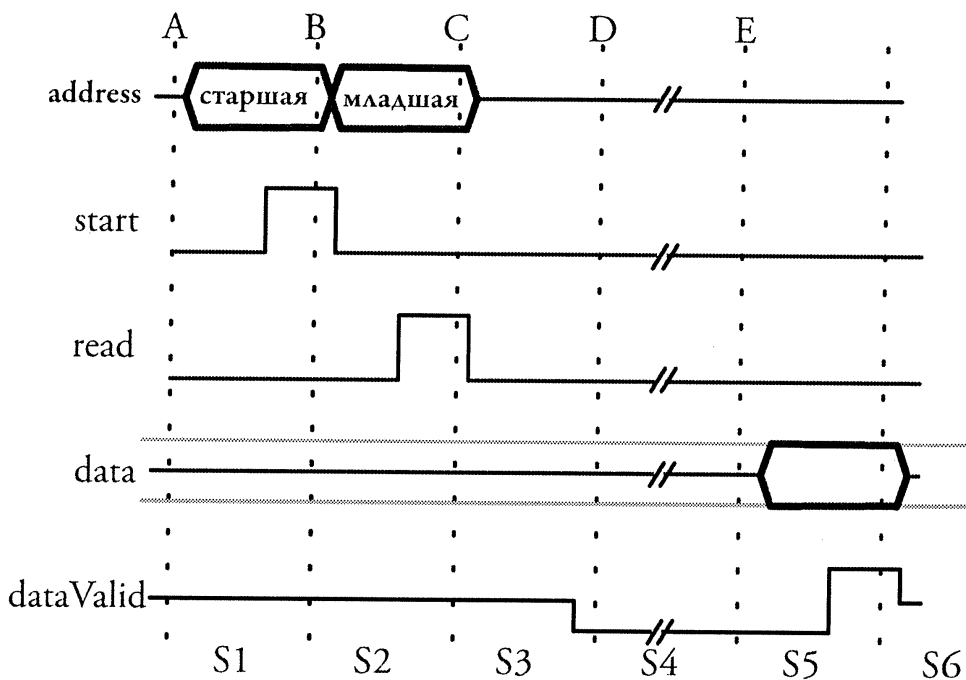 A B C D E
address старшая младшая
start
read
data
dataValid
S1 S2 S3 S4 S5 S6